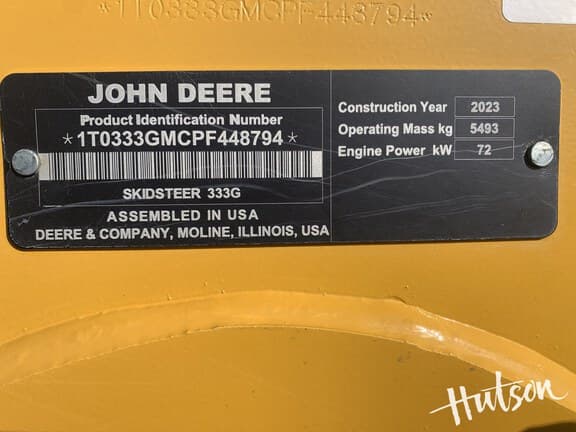 *1T0333GMCPF448794*
JOHN DEERE
Product Identification Number
*1T0333GMCPF448794*
SKIDSTEER 333G
ASSEMBLED IN USA
DEERE & COMPANY, MOLINE, ILLINOIS, USA
Construction Year 2023
Operating Mass kg 5493
Engine Power kW 72
Hutson